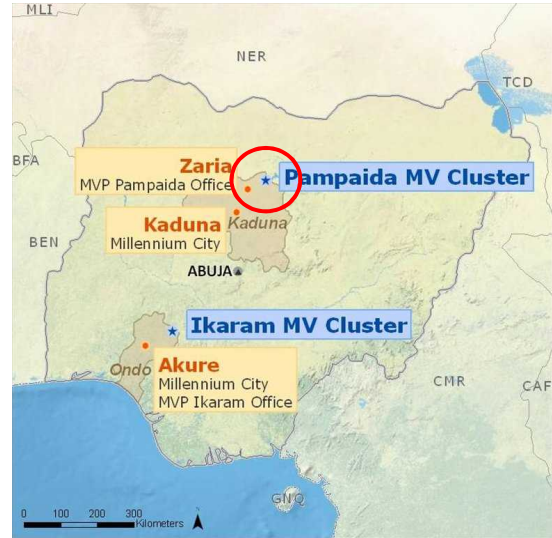 MLI
NER
TCD
BFA
Zaria
MVP Pampaida Office
Pampaida MV Cluster
Kaduna
Millennium City
Kaduna
BEN
ABUJA
Ikaram MV Cluster
Ondo
Akure
Millennium City
MVP Ikaram Office
CMR
CAF
GNQ
0 100 200 300
Kilometers